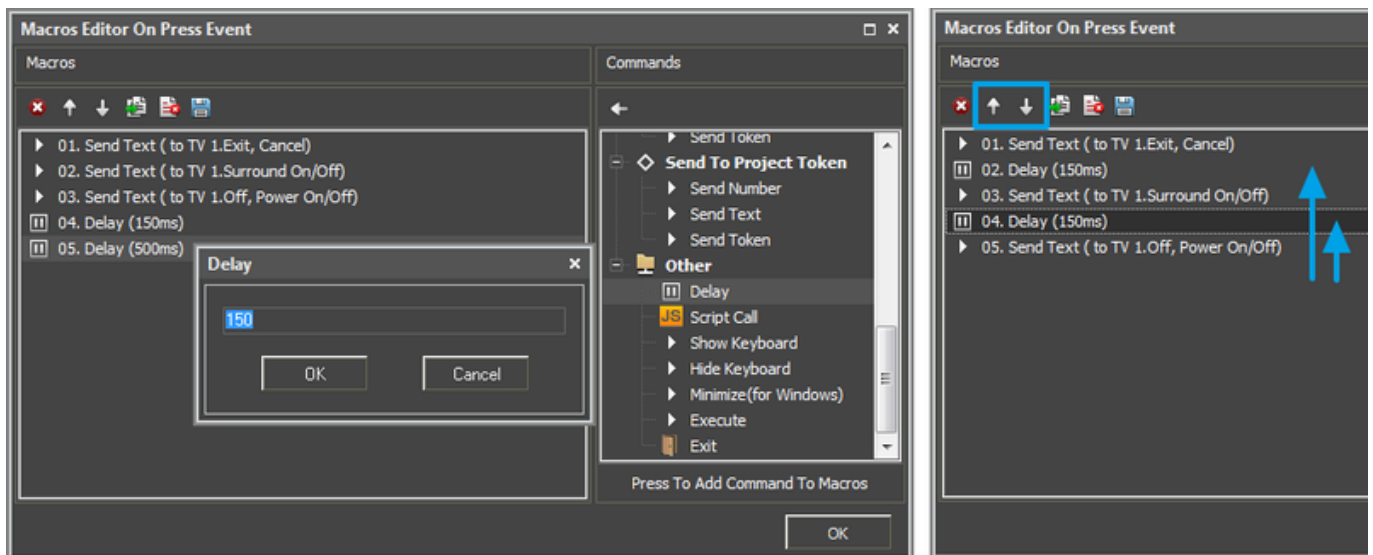 Macros Editor On Press Event
Macros
01. Send Text ( to TV 1.Exit, Cancel)
02. Send Text ( to TV 1.Surround On/Off)
03. Send Text ( to TV 1.Off, Power On/Off)
04. Delay (150ms)
05. Delay (500ms)
Delay
150
OK
Cancel
Commands
Send Token
Send To Project Token
Send Number
Send Text
Send Token
Other
Delay
JS Script Call
Show Keyboard
Hide Keyboard
Minimize(for Windows)
Execute
Exit
Press To Add Command To Macros
OK
Macros Editor On Press Event
Macros
01. Send Text ( to TV 1.Exit, Cancel)
02. Delay (150ms)
03. Send Text ( to TV 1.Surround On/Off)
04. Delay (150ms)
05. Send Text ( to TV 1.Off, Power On/Off)